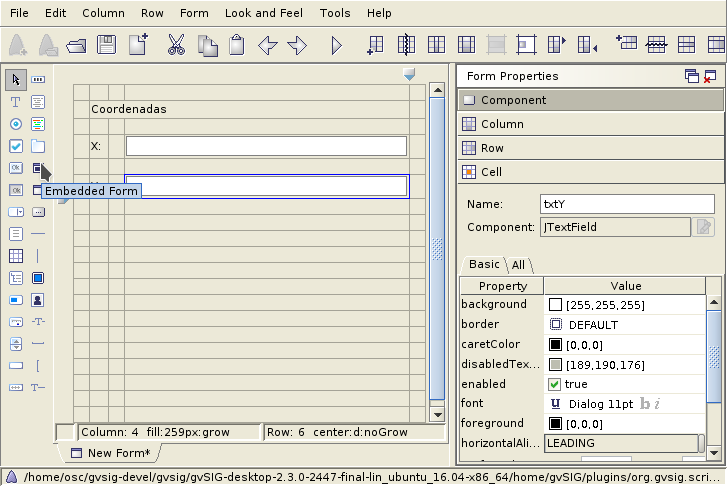 File Edit Column Row Form Look and Feel Tools Help
Form Properties
Component
Column
Row
Cell
Coordenadas
X:
Embedded Form
Name: txtY
Component: JTextField
Basic All
Property Value
background [255,255,255]
border DEFAULT
caretColor [0,0,0]
disabledTex... [189,190,176]
enabled true
font Dialog 11pt b i
foreground [0,0,0]
horizontalAli... LEADING
Column: 4 fill:259px:grow Row: 6 center:d:noGrow
New Form*
/home/osc/gvsig-devel/gvsig/gvSIG-desktop-2.3.0-2447-final-lin_ubuntu_16.04-x86_64/home/gvSIG/plugins/org.gvsig.scri...